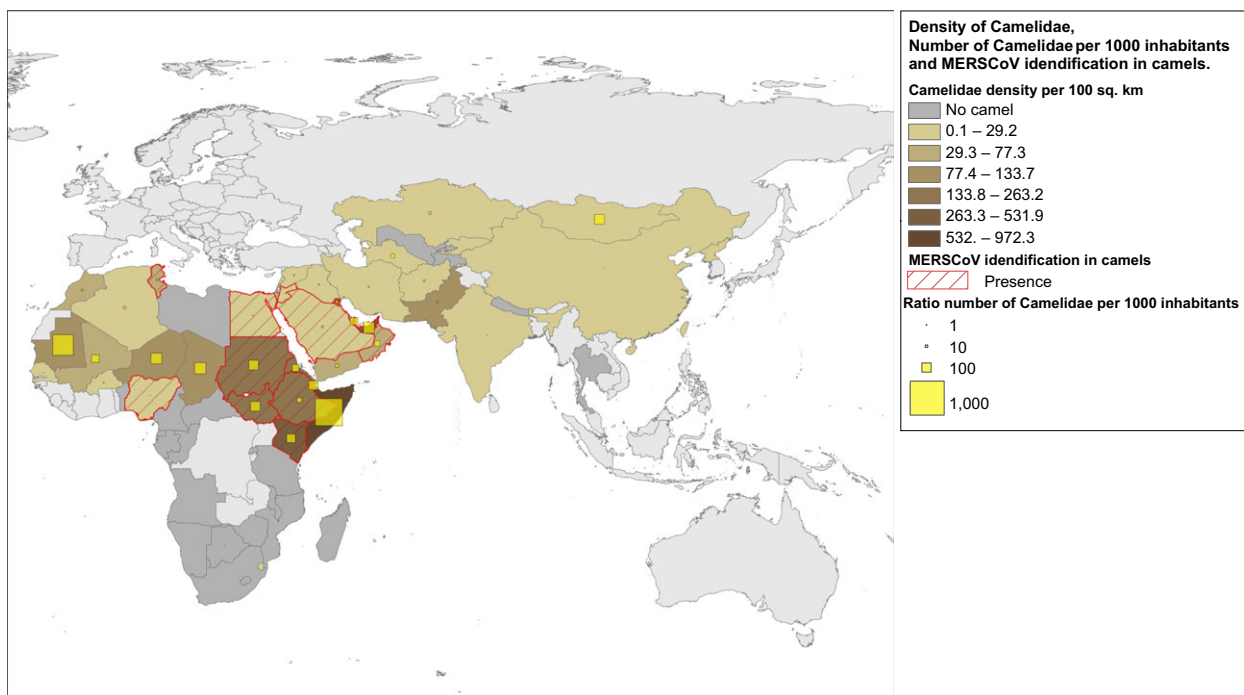 Density of Camelidae,
Number of Camelidae per 1000 inhabitants
and MERSCoV idendification in camels.
Camelidae density per 100 sq. km
No camel
0.1 – 29.2
29.3 – 77.3
77.4 – 133.7
133.8 – 263.2
263.3 – 531.9
532. – 972.3
MERSCoV idendification in camels
Presence
Ratio number of Camelidae per 1000 inhabitants
1
10
100
1,000